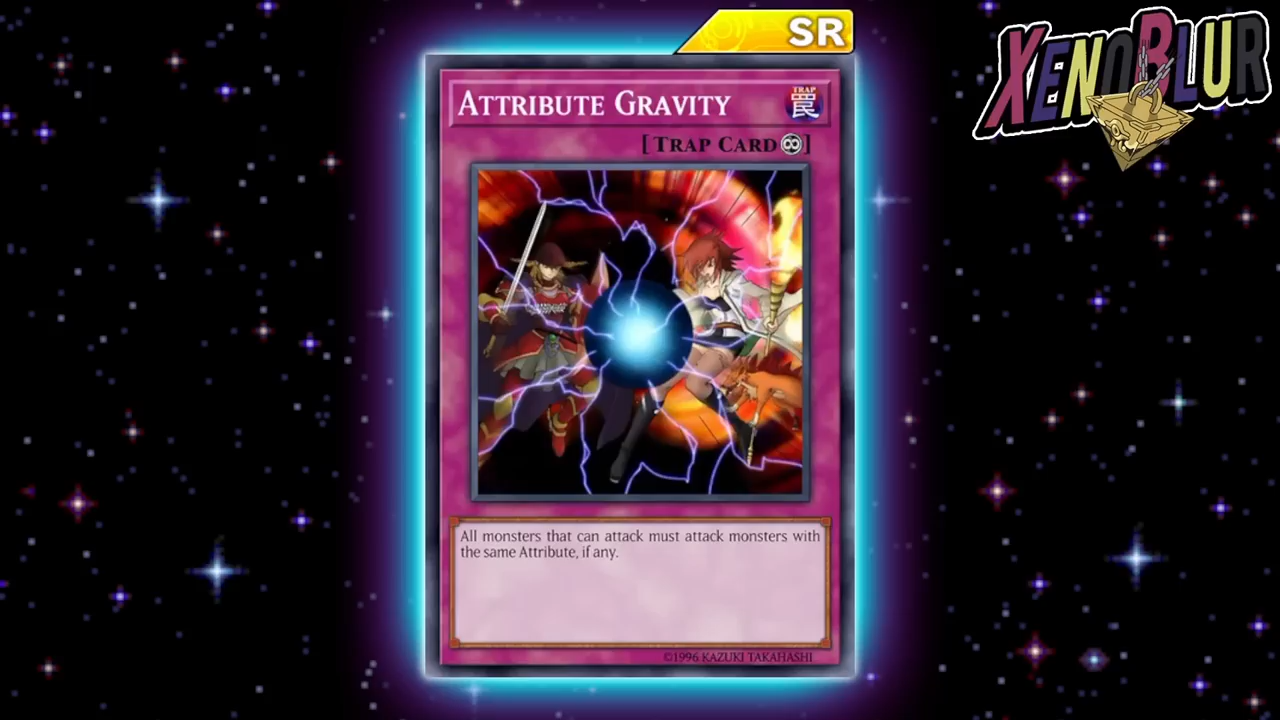 SR
XENOBLUR
ATTRIBUTE GRAVITY
TRAP
罠
[TRAP CARD∞]
All monsters that can attack must attack monsters with
the same Attribute, if any.
©1996 KAZUKI TAKAHASHI